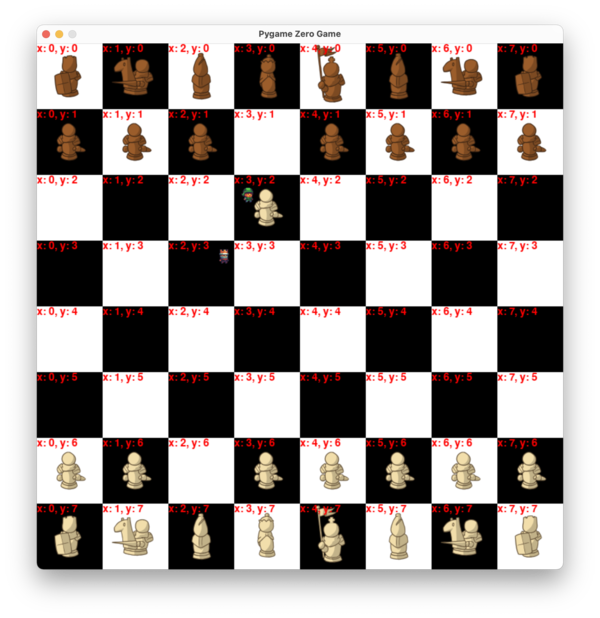 Pygame Zero Game
x: 0, y: 0 x: 1, y: 0 x: 2, y: 0 x: 3, y: 0 x: 4, y: 0 x: 5, y: 0 x: 6, y: 0 x: 7, y: 0
x: 0, y: 1 x: 1, y: 1 x: 2, y: 1 x: 3, y: 1 x: 4, y: 1 x: 5, y: 1 x: 6, y: 1 x: 7, y: 1
x: 0, y: 2 x: 1, y: 2 x: 2, y: 2 x: 3, y: 2 x: 4, y: 2 x: 5, y: 2 x: 6, y: 2 x: 7, y: 2
x: 0, y: 3 x: 1, y: 3 x: 2, y: 3 x: 3, y: 3 x: 4, y: 3 x: 5, y: 3 x: 6, y: 3 x: 7, y: 3
x: 0, y: 4 x: 1, y: 4 x: 2, y: 4 x: 3, y: 4 x: 4, y: 4 x: 5, y: 4 x: 6, y: 4 x: 7, y: 4
x: 0, y: 5 x: 1, y: 5 x: 2, y: 5 x: 3, y: 5 x: 4, y: 5 x: 5, y: 5 x: 6, y: 5 x: 7, y: 5
x: 0, y: 6 x: 1, y: 6 x: 2, y: 6 x: 3, y: 6 x: 4, y: 6 x: 5, y: 6 x: 6, y: 6 x: 7, y: 6
x: 0, y: 7 x: 1, y: 7 x: 2, y: 7 x: 3, y: 7 x: 4, y: 7 x: 5, y: 7 x: 6, y: 7 x: 7, y: 7